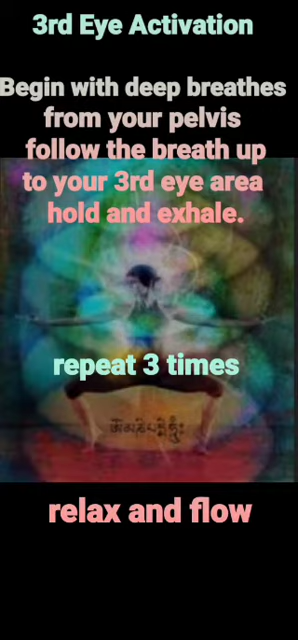 3rd Eye Activation
Begin with deep breathes
from your pelvis
follow the breath up
to your 3rd eye area
hold and exhale.
repeat 3 times
relax and flow